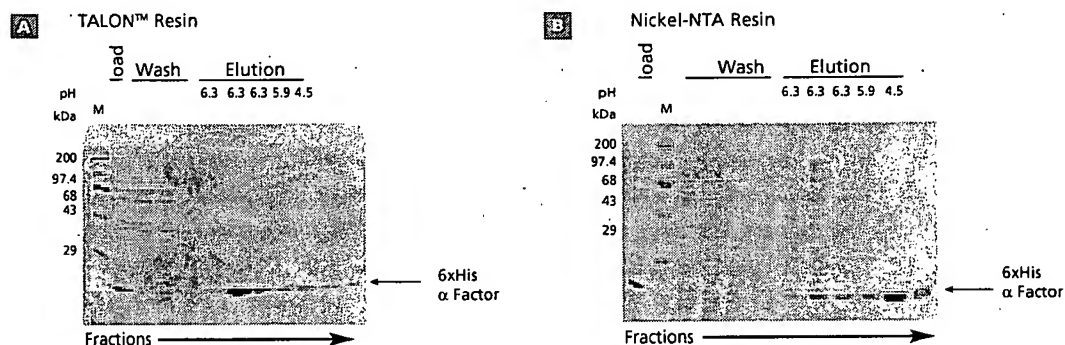 A TALON™ Resin
load
Wash
Elution
pH
6.3 6.3 6.3 5.9 4.5
kDa
M
200
97.4
68
43
29
6xHis
α Factor
Fractions
B Nickel-NTA Resin
load
Wash
Elution
pH
6.3 6.3 6.3 5.9 4.5
kDa
M
200
97.4
68
43
29
6xHis
α Factor
Fractions